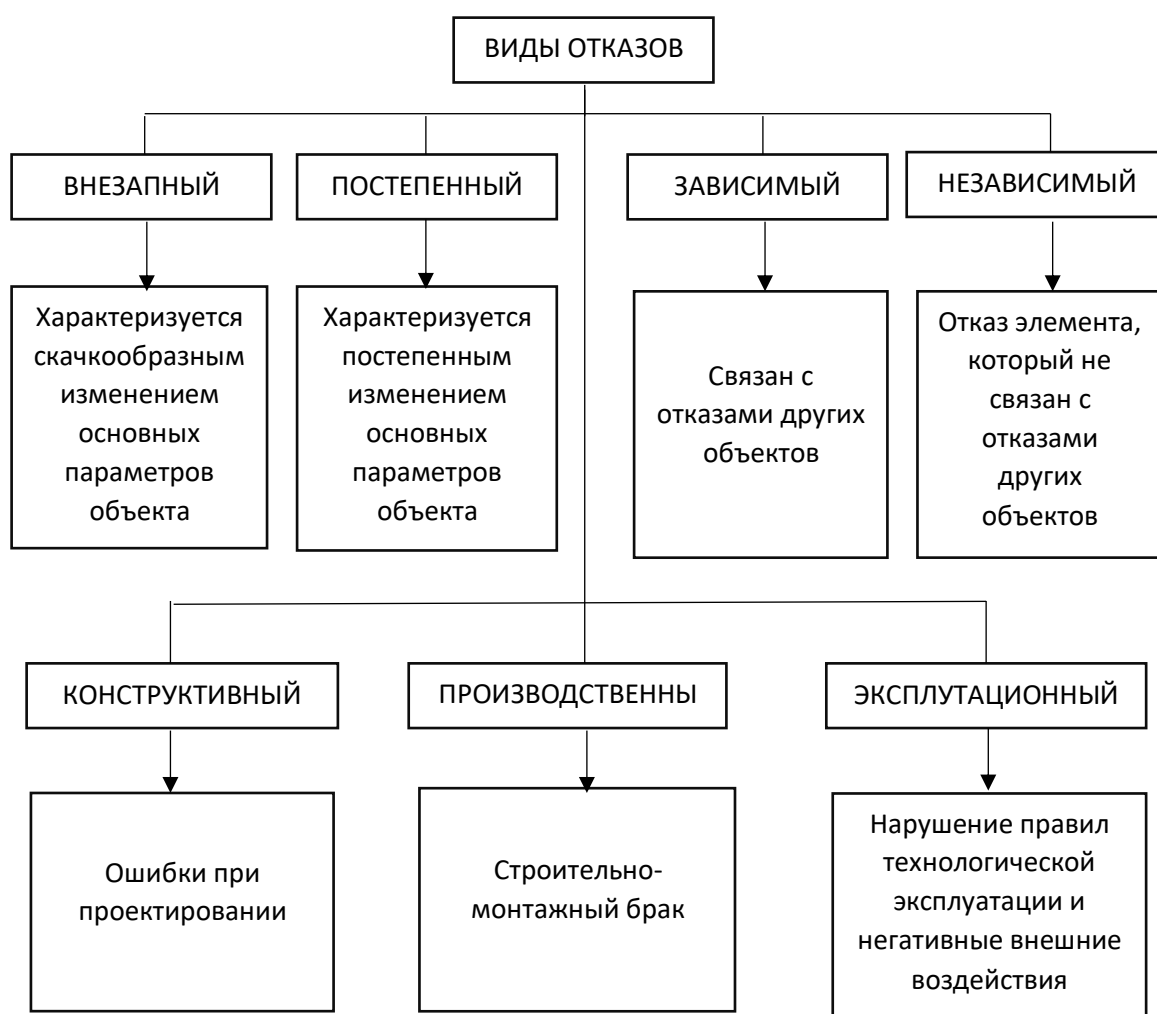 ВИДЫ ОТКАЗОВ
ВНЕЗАПНЫЙ
ПОСТЕПЕННЫЙ
ЗАВИСИМЫЙ
НЕЗАВИСИМЫЙ
Характеризуется
скачкообразным
изменением
основных
параметров
объекта
Характеризуется
постепенным
изменением
основных
параметров
объекта
Связан с
отказами других
объектов
Отказ элемента,
который не
связан с
отказами
других
объектов
КОНСТРУКТИВНЫЙ
ПРОИЗВОДСТВЕННЫ
ЭКСПЛУТАЦИОННЫЙ
Ошибки при
проектировании
Строительно-
монтажный брак
Нарушение правил
технологической
эксплуатации и
негативные внешние
воздействия